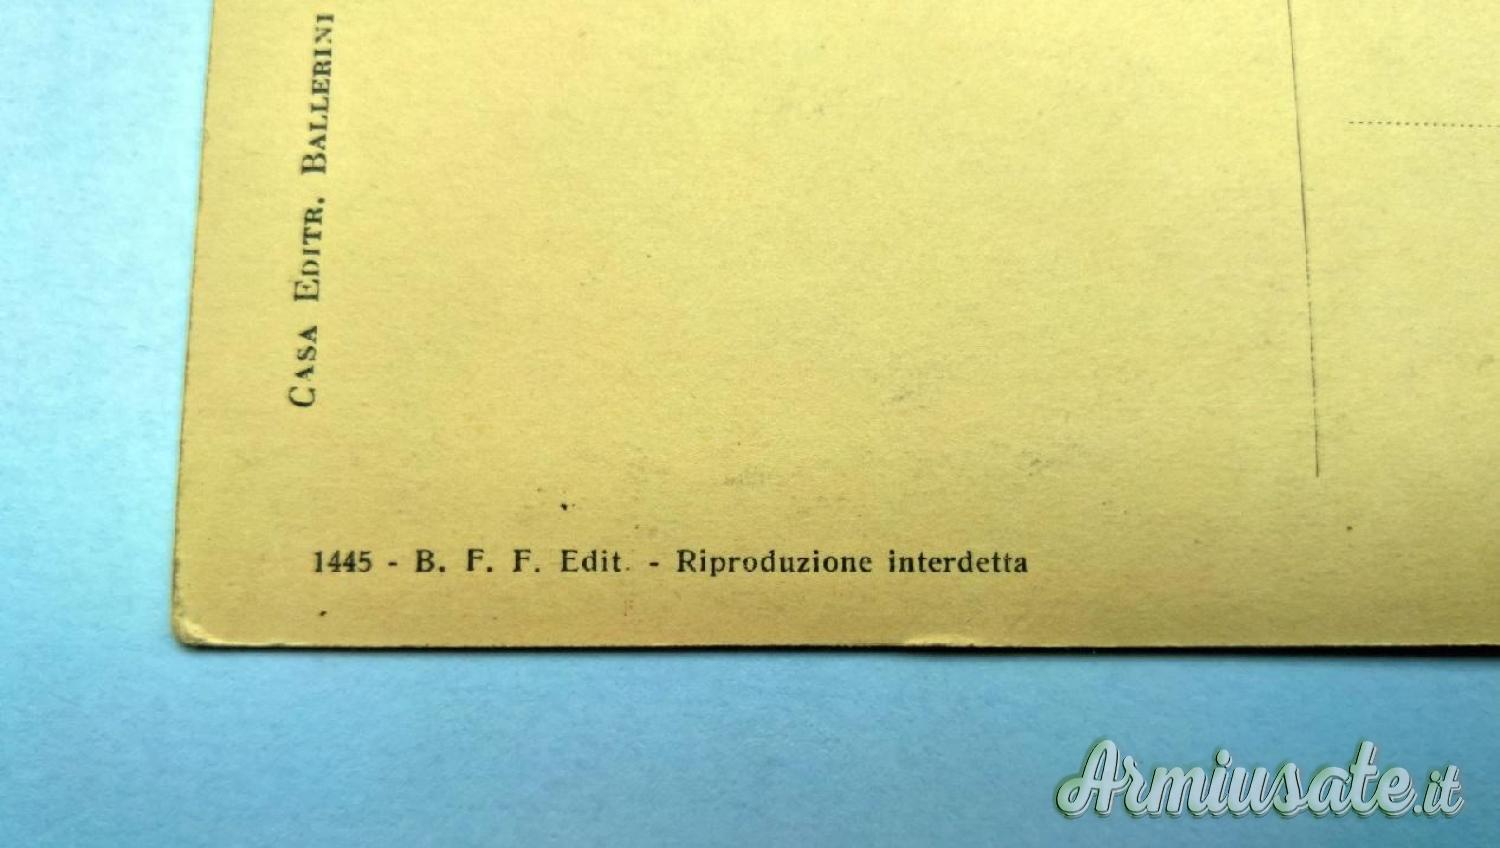 CASA EDITR. BALLERINI
1445 - B. F. F. Edit. - Riproduzione interdetta
Armiusate.it